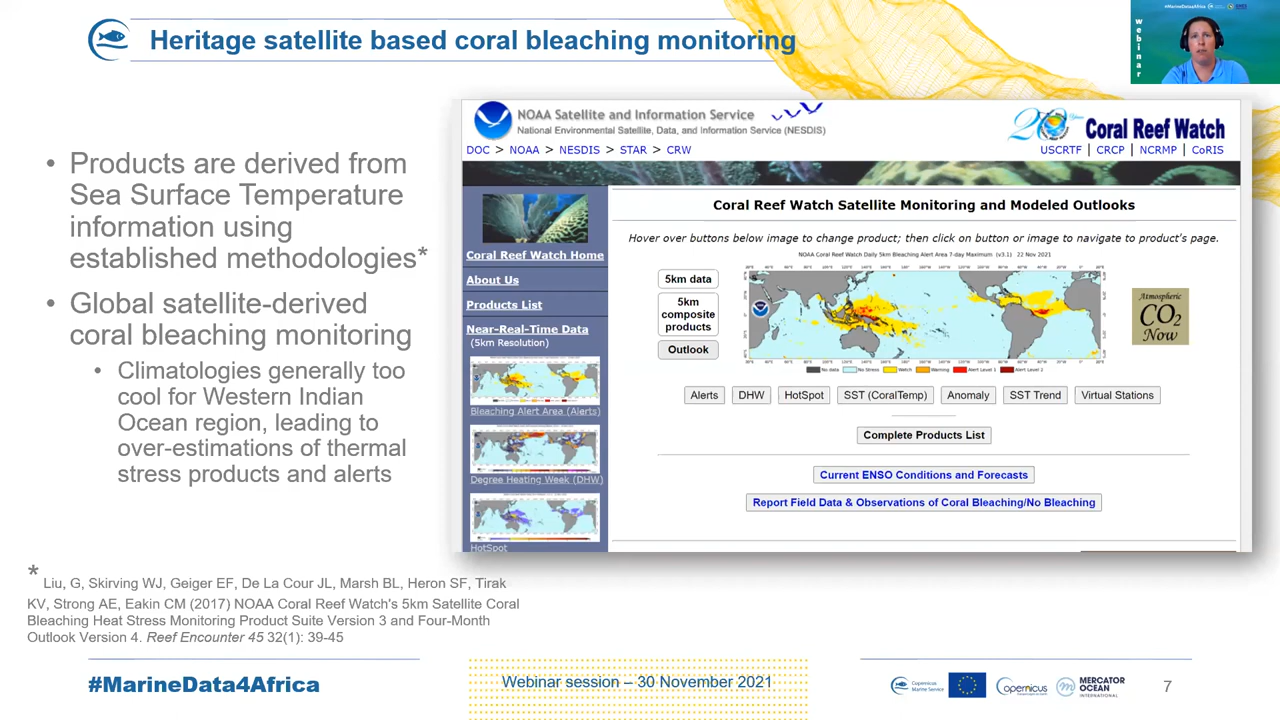 Heritage satellite based coral bleaching monitoring
#MarineData4Africa
webinar
• Products are derived from
Sea Surface Temperature
information using
established methodologies*
• Global satellite-derived
coral bleaching monitoring
• Climatologies generally too
cool for Western Indian
Ocean region, leading to
over-estimations of thermal
stress products and alerts
NOAA Satellite and Information Service
National Environmental Satellite, Data, and Information Service (NESDIS)
20 Years
Coral Reef Watch
DOC > NOAA > NESDIS > STAR > CRW
USCRTF | CRCP | NCRMP | CoRIS
Coral Reef Watch Home
About Us
Products List
Near-Real-Time Data
(5km Resolution)
Bleaching Alert Area (Alerts)
Degree Heating Week (DHW)
HotSpot
Coral Reef Watch Satellite Monitoring and Modeled Outlooks
Hover over buttons below image to change product; then click on button or image to navigate to product's page.
NOAA Coral Reef Watch Daily 5km Bleaching Alert Area 7-day Maximum (v3.1) 22 Nov 2021
5km data
5km
composite
products
Outlook
No data No Stress Watch Warning Alert Level 1 Alert Level 2
Atmospheric
CO2
Now
Alerts DHW HotSpot SST (CoralTemp) Anomaly SST Trend Virtual Stations
Complete Products List
Current ENSO Conditions and Forecasts
Report Field Data & Observations of Coral Bleaching/No Bleaching
* Liu, G, Skirving WJ, Geiger EF, De La Cour JL, Marsh BL, Heron SF, Tirak
KV, Strong AE, Eakin CM (2017) NOAA Coral Reef Watch's 5km Satellite Coral
Bleaching Heat Stress Monitoring Product Suite Version 3 and Four-Month
Outlook Version 4. Reef Encounter 45 32(1): 39-45
#MarineData4Africa
Webinar session – 30 November 2021
Copernicus
Marine Service
Copernicus
MERCATOR
OCEAN
INTERNATIONAL
7